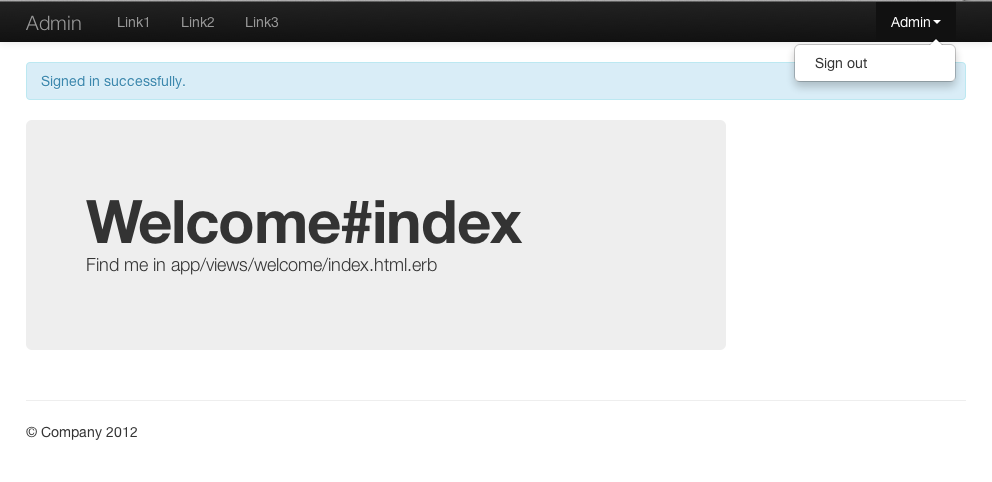 Admin Link1 Link2 Link3 Admin
Sign out
Signed in successfully.
Welcome#index
Find me in app/views/welcome/index.html.erb
© Company 2012